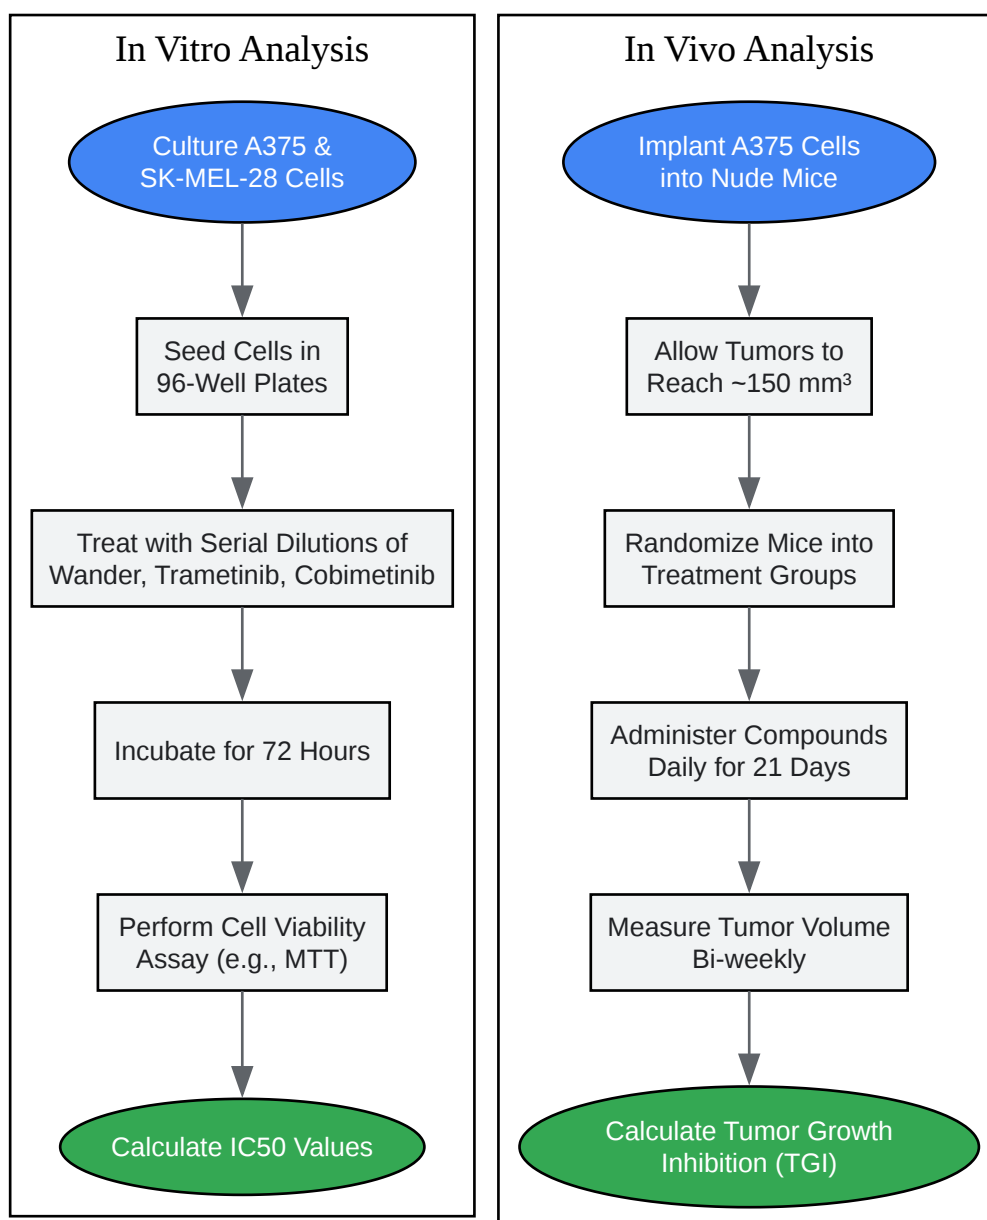 In Vitro Analysis
Culture A375 &
SK-MEL-28 Cells
Seed Cells in
96-Well Plates
Treat with Serial Dilutions of
Wander, Trametinib, Cobimetinib
Incubate for 72 Hours
Perform Cell Viability
Assay (e.g., MTT)
Calculate IC50 Values
In Vivo Analysis
Implant A375 Cells
into Nude Mice
Allow Tumors to
Reach ~150 mm³
Randomize Mice into
Treatment Groups
Administer Compounds
Daily for 21 Days
Measure Tumor Volume
Bi-weekly
Calculate Tumor Growth
Inhibition (TGI)